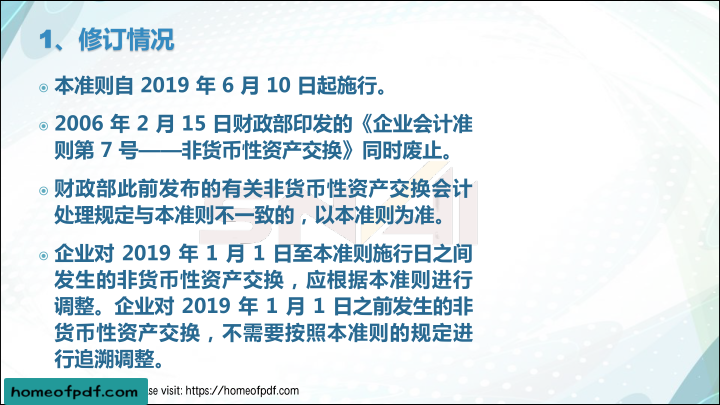 1、修订情况
本准则自 2019 年 6 月 10 日起施行。
2006 年 2 月 15 日财政部印发的《企业会计准
则第 7 号——非货币性资产交换》同时废止。
财政部此前发布的有关非货币性资产交换会计
处理规定与本准则不一致的，以本准则为准。
企业对 2019 年 1 月 1 日至本准则施行日之间
发生的非货币性资产交换，应根据本准则进行
调整。企业对 2019 年 1 月 1 日之前发生的非
货币性资产交换，不需要按照本准则的规定进
行追溯调整。
homeofpdf.com
visit: https://homeofpdf.com